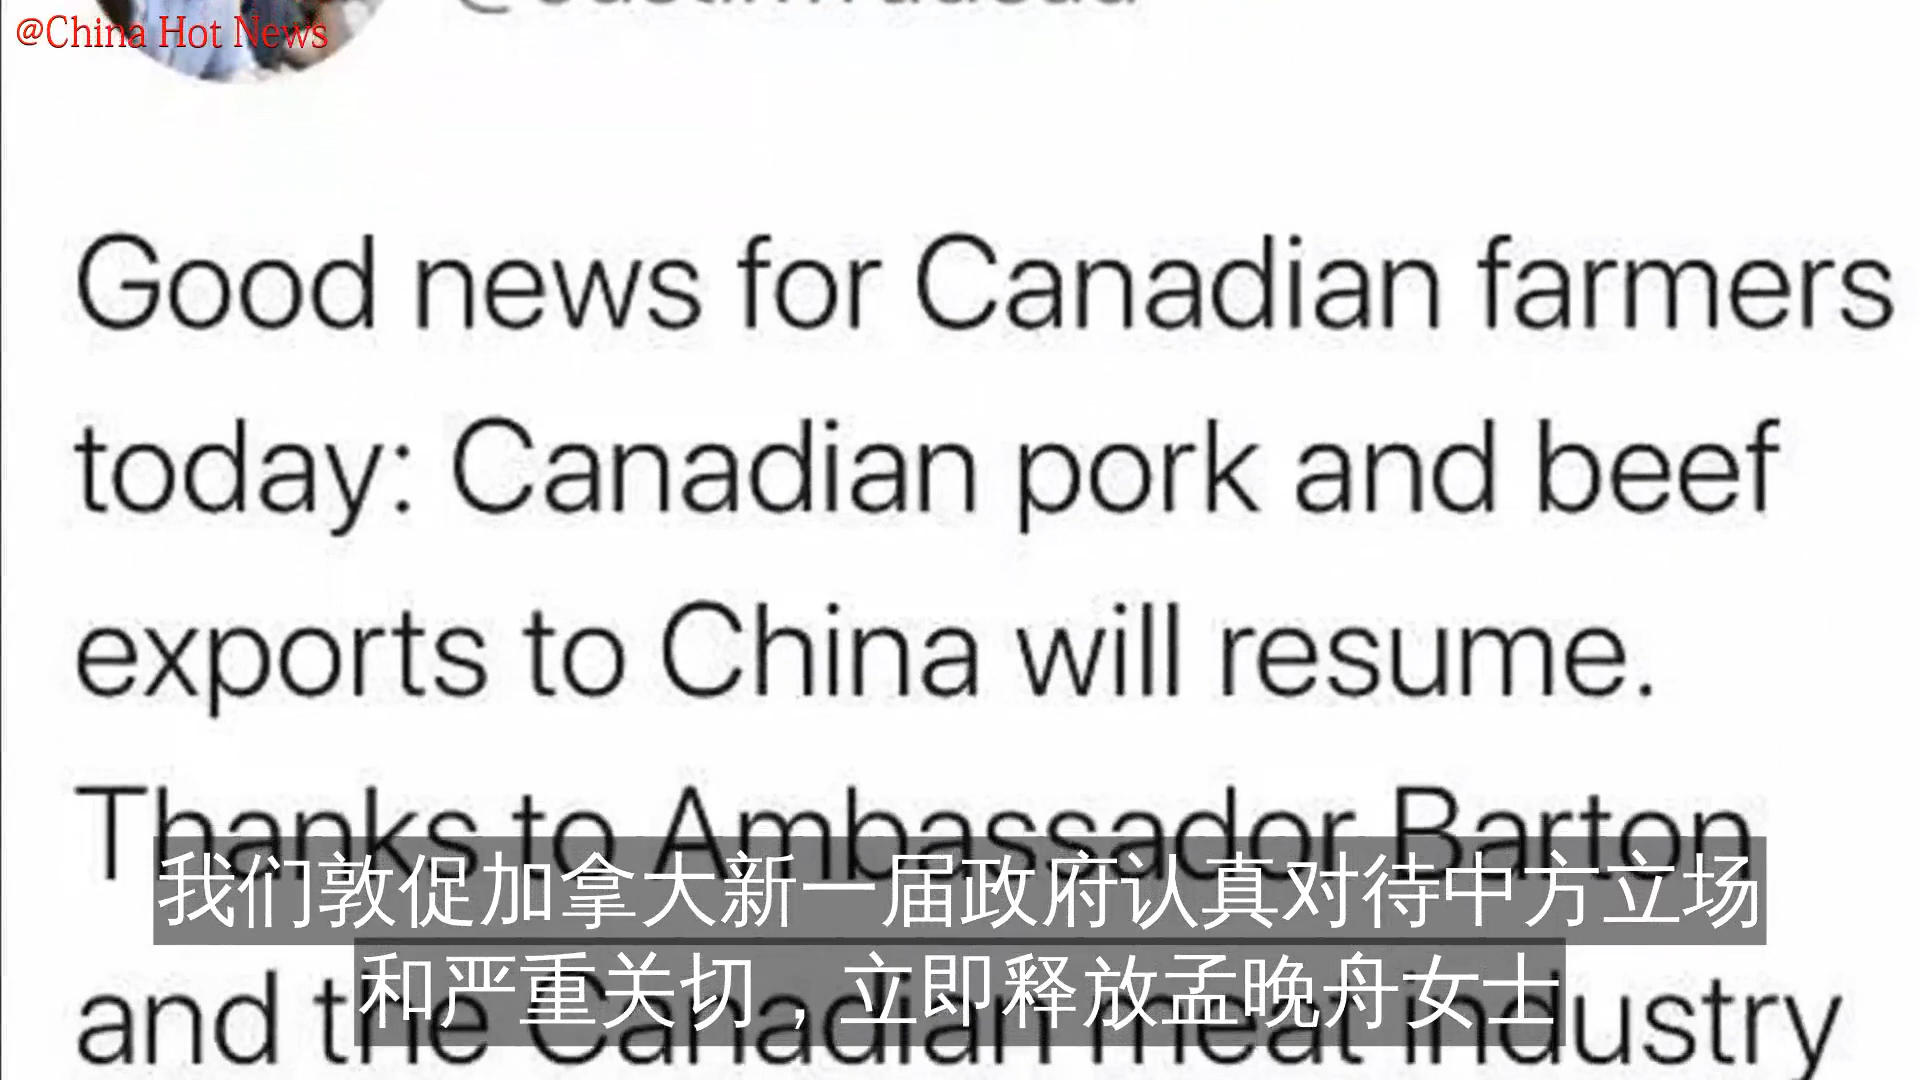 @China Hot News
Good news for Canadian farmers
today: Canadian pork and beef
exports to China will resume.
Thanks to Ambassador Barton
我们敦促加拿大新一届政府认真对待中方立场
and the Canadian meat industry
和严重关切，立即释放孟晚舟女士